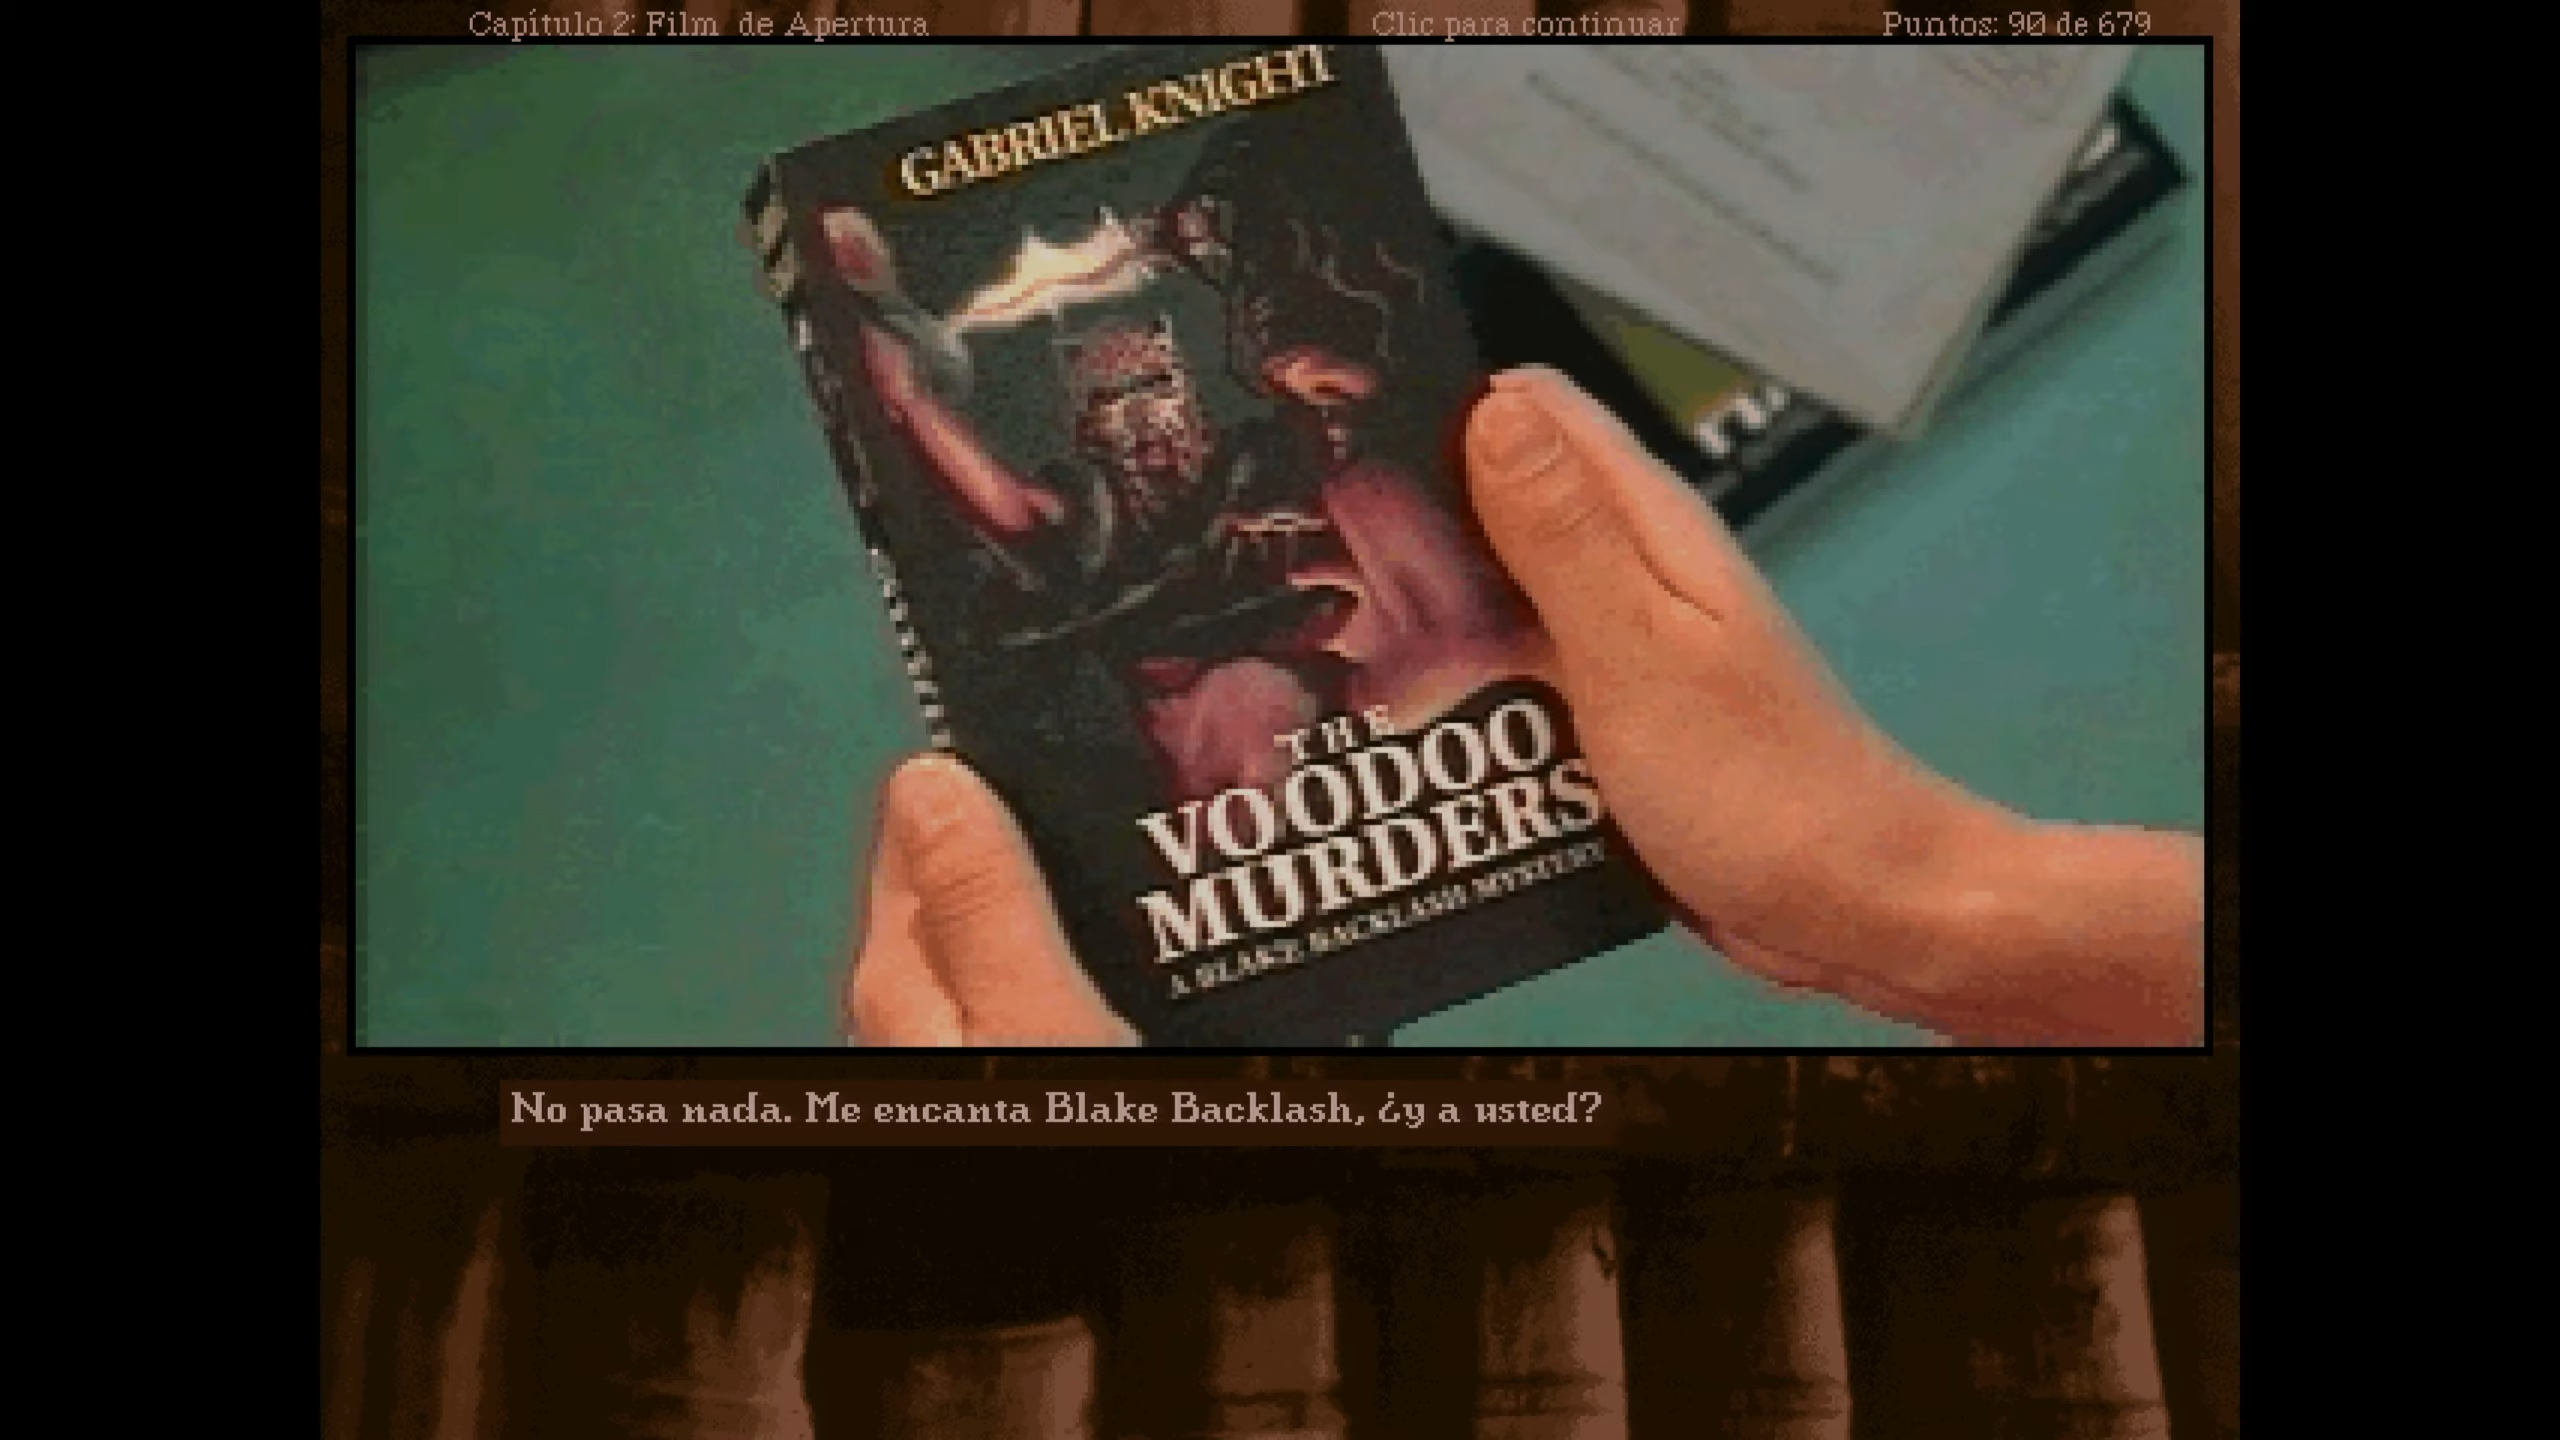 Capítulo 2: Film de Apertura
Clic para continuar
Puntos: 90 de 679
GABRIEL KNIGHT
THE
VOODOO
MURDERS
A BLAKE BACKLASH MYSTERY
No pasa nada. Me encanta Blake Backlash, ¿y a usted?